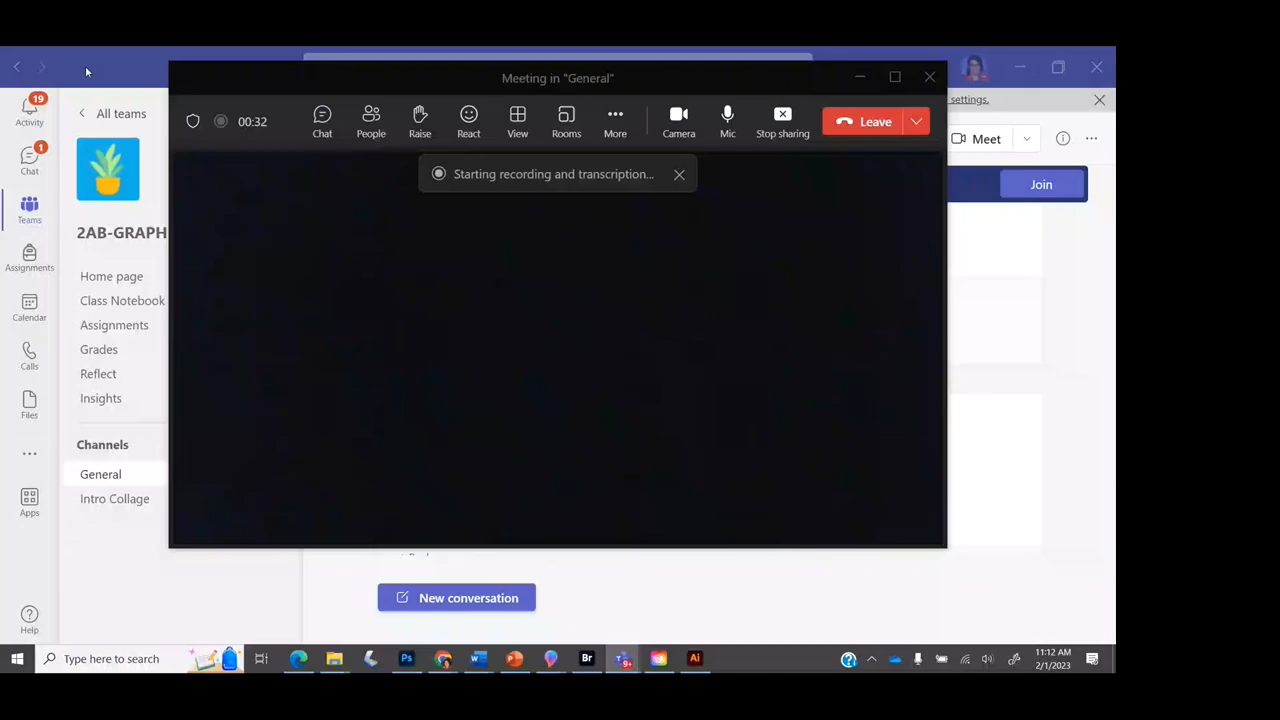 Meeting in "General"
00:32
Chat
People
Raise
React
View
Rooms
More
Camera
Mic
Stop sharing
Leave
Starting recording and transcription...
settings.
Meet
Join
19
Activity
1
Chat
Teams
Assignments
Calendar
Calls
Files
Apps
Help
All teams
2AB-GRAPH
Home page
Class Notebook
Assignments
Grades
Reflect
Insights
Channels
General
Intro Collage
New conversation
Type here to search
Ps
Br
9+
Ai
11:12 AM
2/1/2023